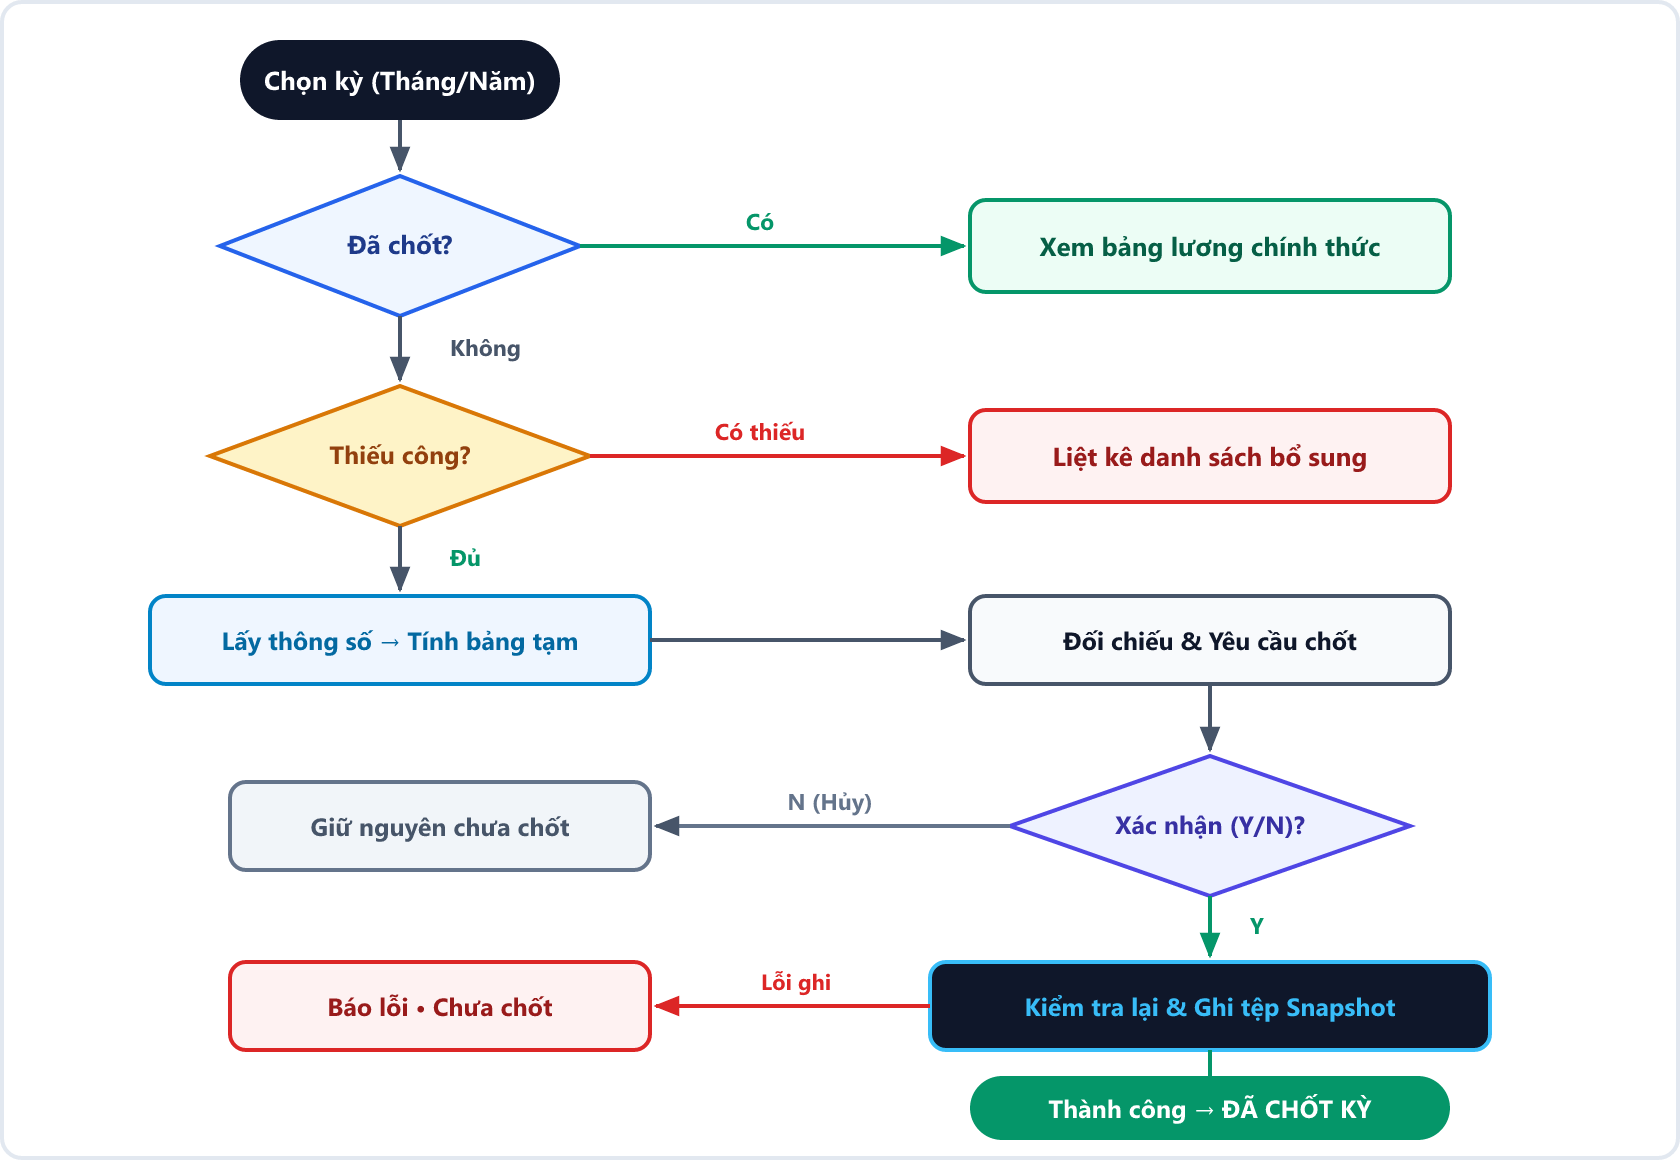 Chọn kỳ (Tháng/Năm)
Đã chốt?
Có
Xem bảng lương chính thức
Không
Thiếu công?
Có thiếu
Liệt kê danh sách bổ sung
Đủ
Lấy thông số → Tính bảng tạm
Đối chiếu & Yêu cầu chốt
Giữ nguyên chưa chốt
N (Hủy)
Xác nhận (Y/N)?
Y
Báo lỗi • Chưa chốt
Lỗi ghi
Kiểm tra lại & Ghi tệp Snapshot
Thành công → ĐÃ CHỐT KỲ